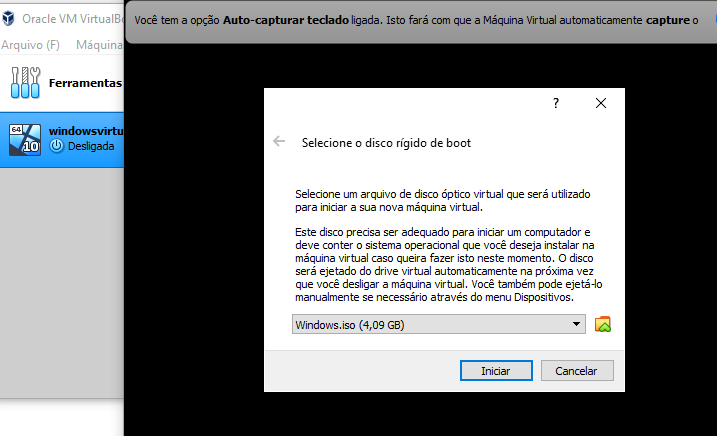 Oracle VM VirtualBo
Arquivo (F) Máquina
Ferramentas
64
10
windowsvirtu
Desligada
Você tem a opção Auto-capturar teclado ligada. Isto fará com que a Máquina Virtual automaticamente capture o
?
Selecione o disco rígido de boot
Selecione um arquivo de disco óptico virtual que será utilizado
para iniciar a sua nova máquina virtual.
Este disco precisa ser adequado para iniciar um computador e
deve conter o sistema operacional que você deseja instalar na
máquina virtual caso queira fazer isto neste momento. O disco
será ejetado do drive virtual automaticamente na próxima vez
que você desligar a máquina virtual. Você também pode ejetá-lo
manualmente se necessário através do menu Dispositivos.
Windows.iso (4,09 GB)
Iniciar Cancelar